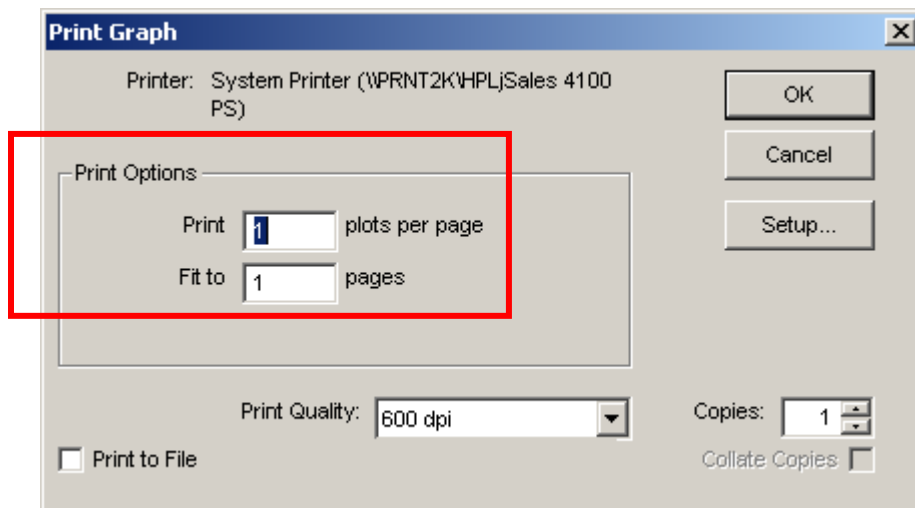 Print Graph
Printer: System Printer (\\PRNT2K\HPLjSales 4100
PS)
OK
Cancel
Setup...
Print Options
Print 1 plots per page
Fit to 1 pages
Print Quality: 600 dpi
Copies: 1
Print to File
Collate Copies